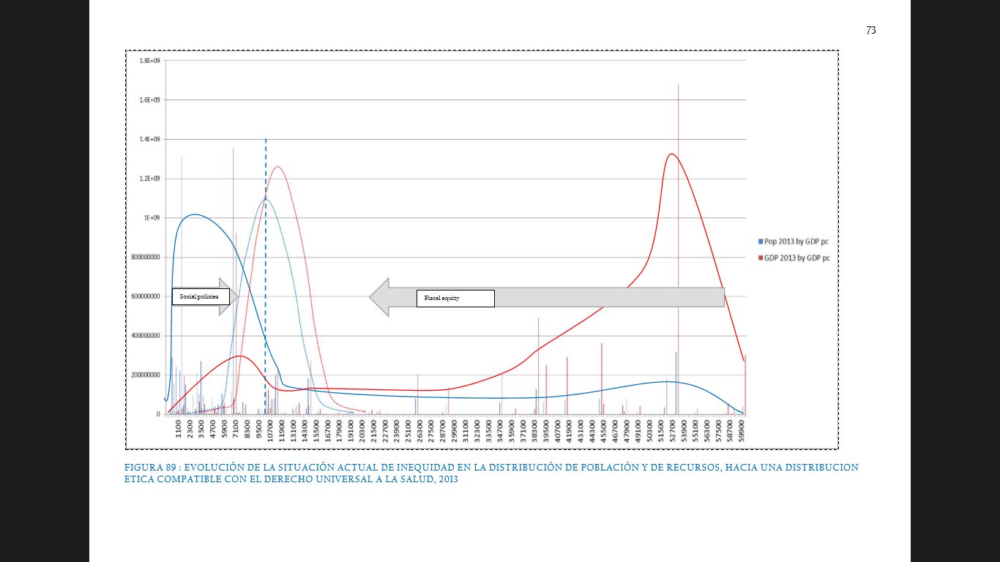 73
1.8E+09
1.6E+09
1.4E+09
1.2E+09
1E+09
800000000
600000000
400000000
200000000
0
Social policies
Fiscal equity
Pop 2013 by GDP pc
GDP 2013 by GDP pc
1100 2300 3500 4700 5900 7100 8300 9500 10700 11900 13100 14300 15500 16700 17900 19100 20300 21500 22700 23900 25100 26300 27500 28700 29900 31100 32300 33500 34700 35900 37100 38300 39500 40700 41900 43100 44300 45500 46700 47900 49100 50300 51500 52700 53900 55100 56300 57500 58700 59900
FIGURA 89 : EVOLUCIÓN DE LA SITUACIÓN ACTUAL DE INEQUIDAD EN LA DISTRIBUCIÓN DE POBLACIÓN Y DE RECURSOS, HACIA UNA DISTRIBUCION
ETICA COMPATIBLE CON EL DERECHO UNIVERSAL A LA SALUD, 2013